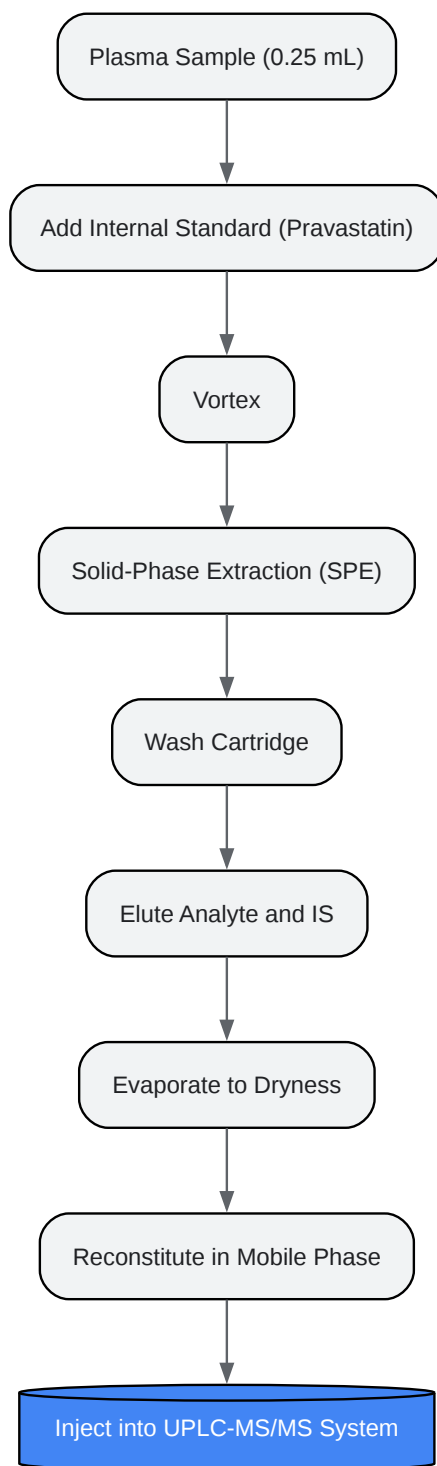 Plasma Sample (0.25 mL)
Add Internal Standard (Pravastatin)
Vortex
Solid-Phase Extraction (SPE)
Wash Cartridge
Elute Analyte and IS
Evaporate to Dryness
Reconstitute in Mobile Phase
Inject into UPLC-MS/MS System